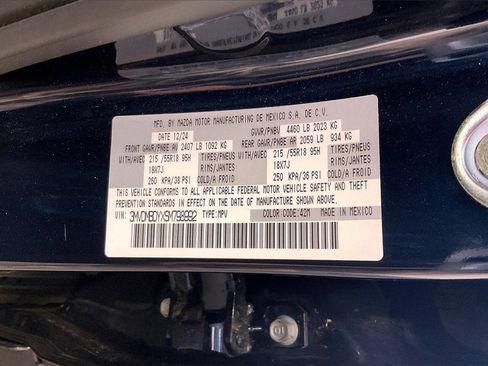 MFD. BY MAZDA MOTOR MANUFACTURING DE MEXICO S.A. DE C.V.
DATE 12/24 GVWR/PNBV 4460 LB 2023 KG
FRONT GAWR/PNBE AV 2407 LB 1092 KG REAR GAWR/PNBE AR 2059 LB 934 KG
WITH/AVEC 215/55R18 95H TIRES/PNEUS WITH/AVEC 215/55R18 95H TIRES/PNEUS
18X7J RIMS/JANTES 18X7J RIMS/JANTES
250 KPA/36 PSI COLD/A FROID 250 KPA/36 PSI COLD/A FROID
THIS VEHICLE CONFORMS TO ALL APPLICABLE FEDERAL MOTOR VEHICLE SAFETY AND THEFT PREVENTION
STANDARDS IN EFFECT ON THE DATE OF MANUFACTURE SHOWN ABOVE.
VIN: TYPE: MPV COLOR CODE: 42M MADE IN MEXICO